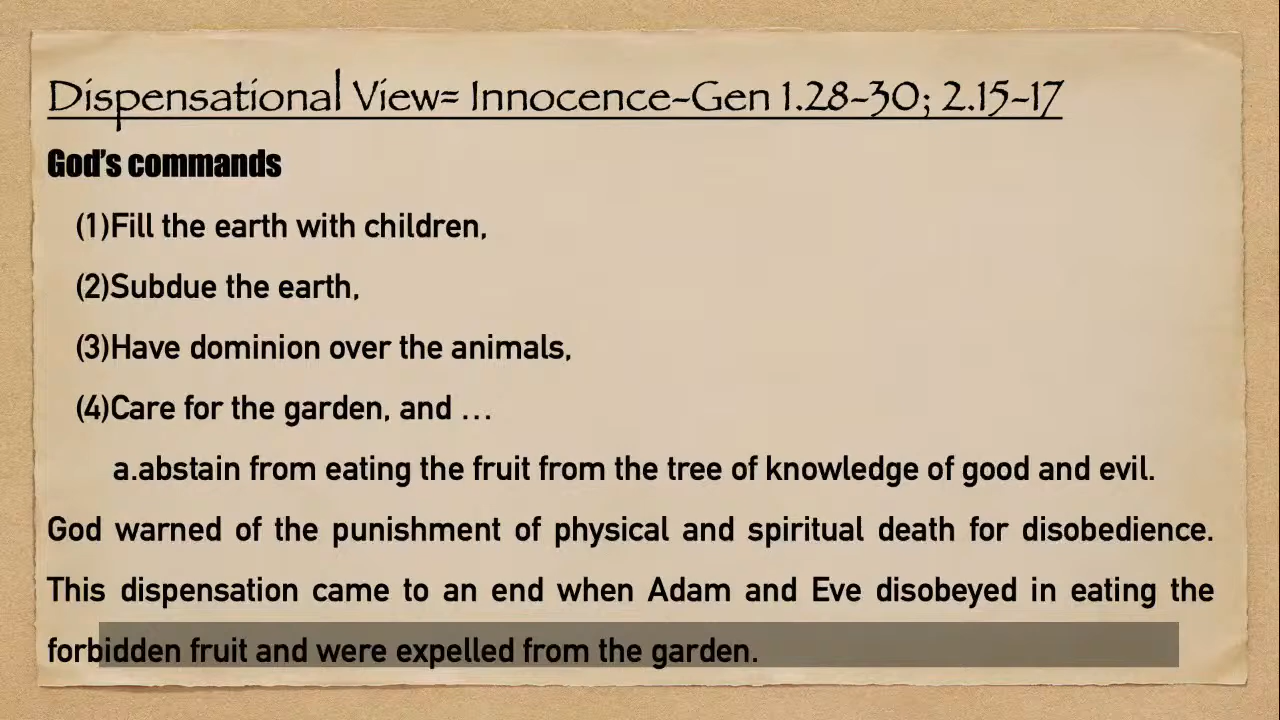 Dispensational View= Innocence-Gen 1.28-30; 2.15-17
God's commands
(1)Fill the earth with children,
(2)Subdue the earth,
(3)Have dominion over the animals,
(4)Care for the garden, and …
a.abstain from eating the fruit from the tree of knowledge of good and evil.
God warned of the punishment of physical and spiritual death for disobedience.
This dispensation came to an end when Adam and Eve disobeyed in eating the
forbidden fruit and were expelled from the garden.